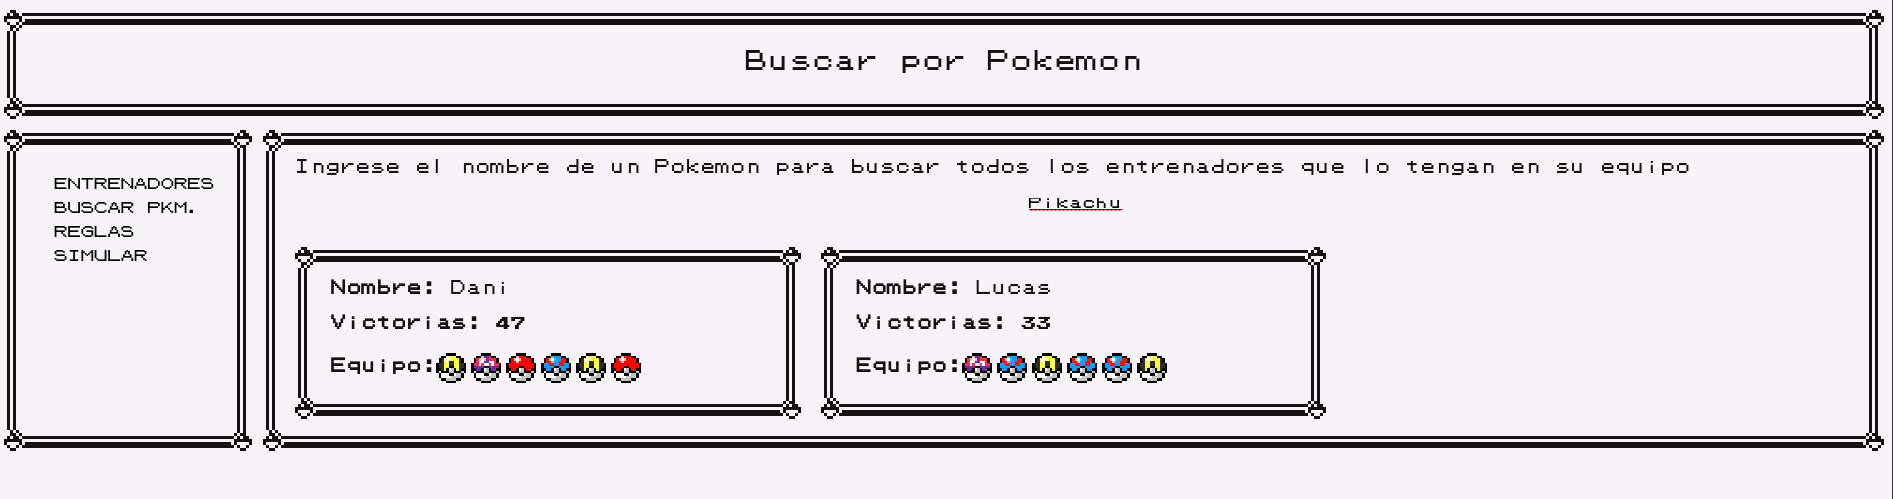 Buscar por Pokemon
ENTRENADORES
BUSCAR PKM.
REGLAS
SIMULAR
Ingrese el nombre de un Pokemon para buscar todos los entrenadores que lo tengan en su equipo
Pikachu
Nombre: Dani
Victorias: 47
Equipo:
Nombre: Lucas
Victorias: 33
Equipo: